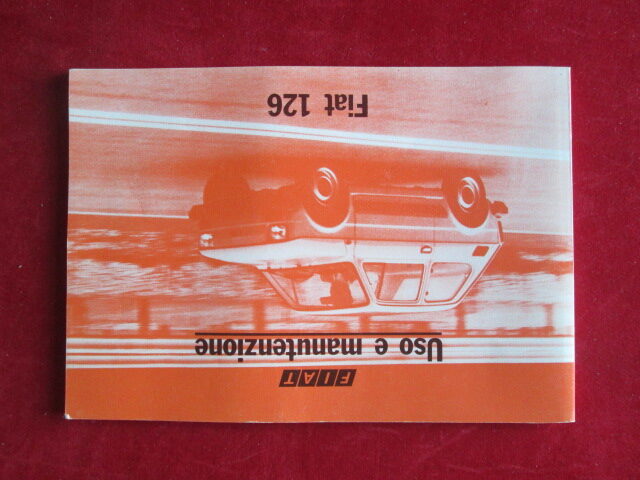 FIAT
Uso e manutenzione
Fiat 126